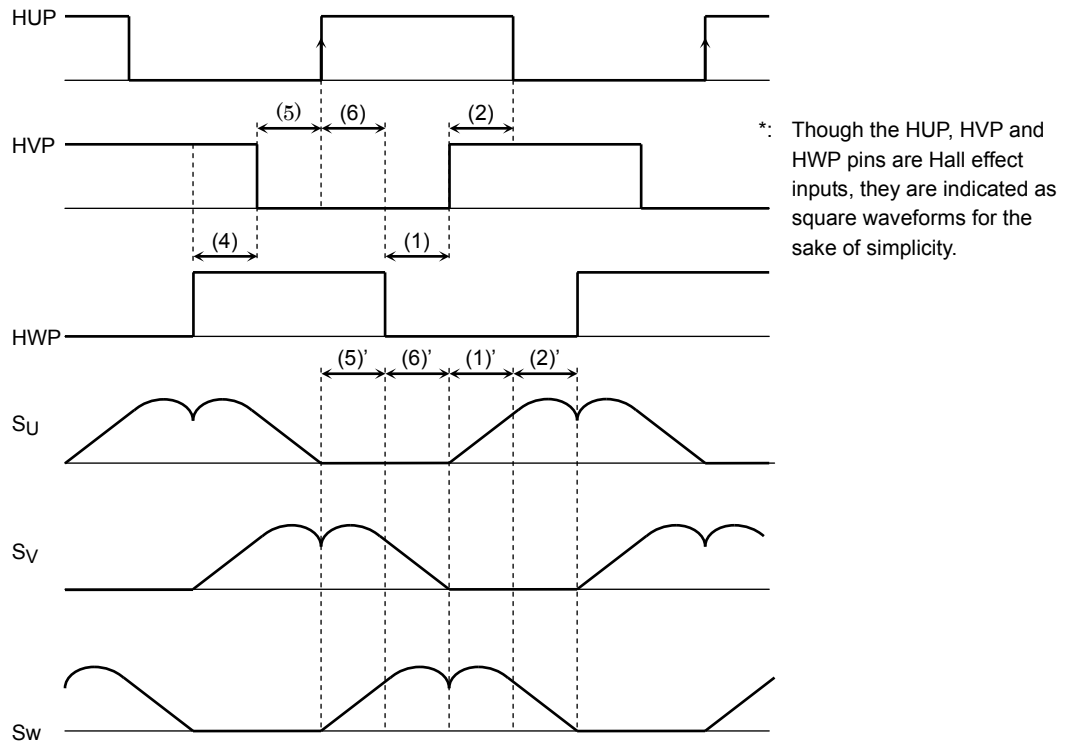 HUP
(5) (6) (2)
HVP
*: Though the HUP, HVP and
HWP pins are Hall effect
inputs, they are indicated as
square waveforms for the
sake of simplicity.
(4) (1)
HWP
(5)’ (6)’ (1)’ (2)’
SU
SV
Sw